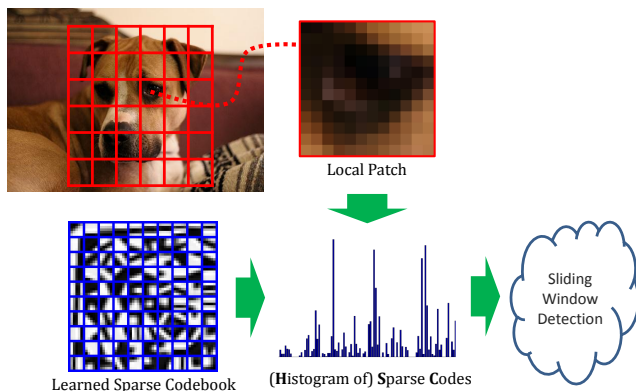 Local Patch
Sliding
Window
Detection
Learned Sparse Codebook
(Histogram of) Sparse Codes